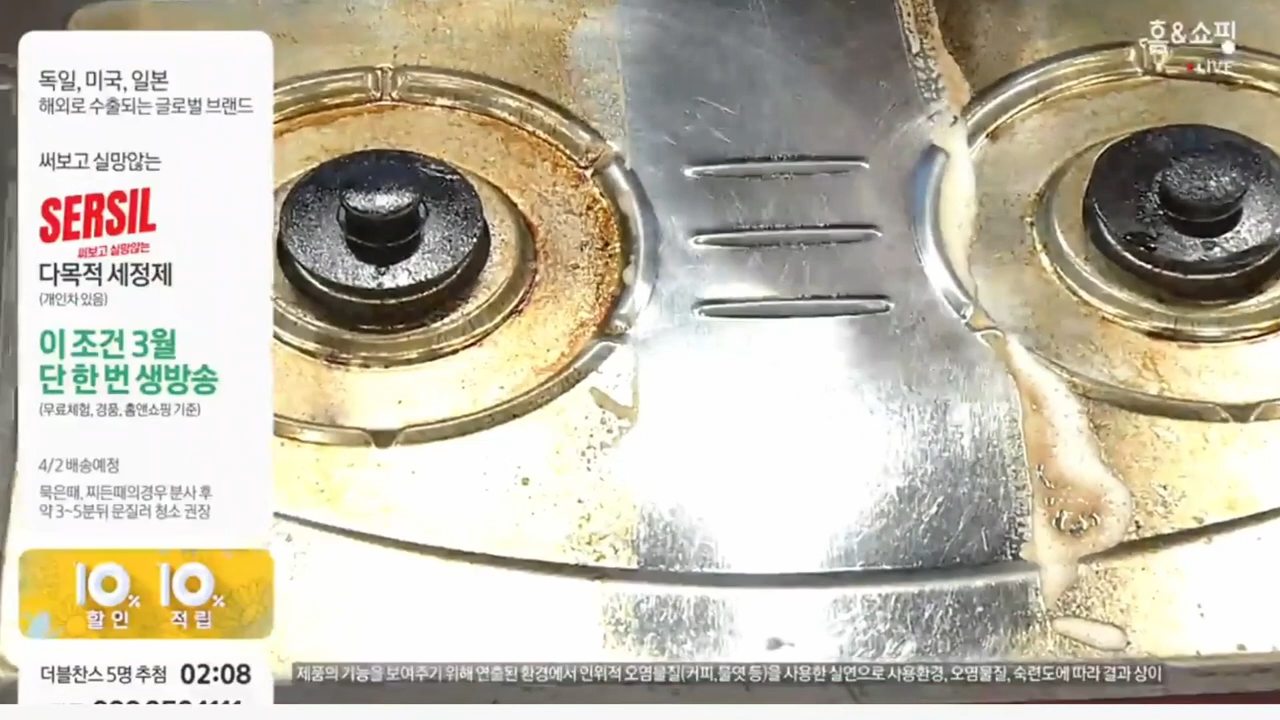 홈&쇼핑
LIVE
독일, 미국, 일본
해외로 수출되는 글로벌 브랜드
써보고 실망않는
SERSIL
써보고 실망않는
다목적 세정제
(개인차 있음)
이 조건 3월
단 한 번 생방송
(무료체험, 경품, 홈앤쇼핑 기준)
4/2 배송예정
묵은때, 찌든때의경우 분사 후
약 3~5분뒤 문질러 청소 권장
10% 10%
할인 적립
더블찬스 5명 추첨 02:08
제품의 기능을 보여주기 위해 연출된 환경에서 인위적 오염물질(커피,물엿 등)을 사용한 실연으로 사용환경, 오염물질, 숙련도에 따라 결과 상이